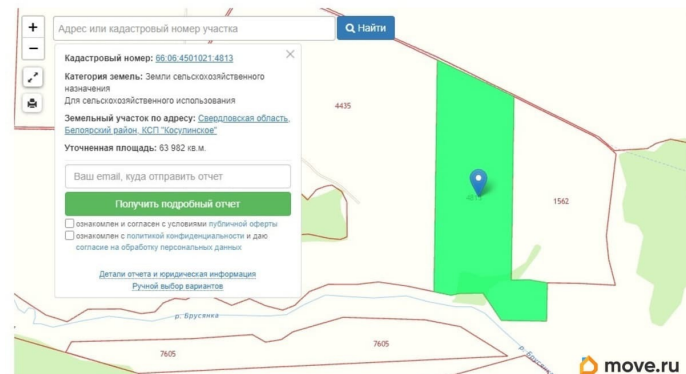 +
Адрес или кадастровый номер участка
Найти
−
Кадастровый номер: 66:06:4501021:4813
Категория земель: Земли сельскохозяйственного
назначения
Для сельскохозяйственного использования
Земельный участок по адресу: Свердловская область,
Белоярский район, КСП "Косулинское"
Уточненная площадь: 63 982 кв.м.
Ваш email, куда отправить отчет
Получить подробный отчет
ознакомлен и согласен с условиями публичной оферты
ознакомлен с политикой конфиденциальности и даю
согласие на обработку персональных данных
Детали отчета и юридическая информация
Ручной выбор вариантов
4435
4813
1562
р. Брусянка
7605
7605
р. Брусянка
move.ru